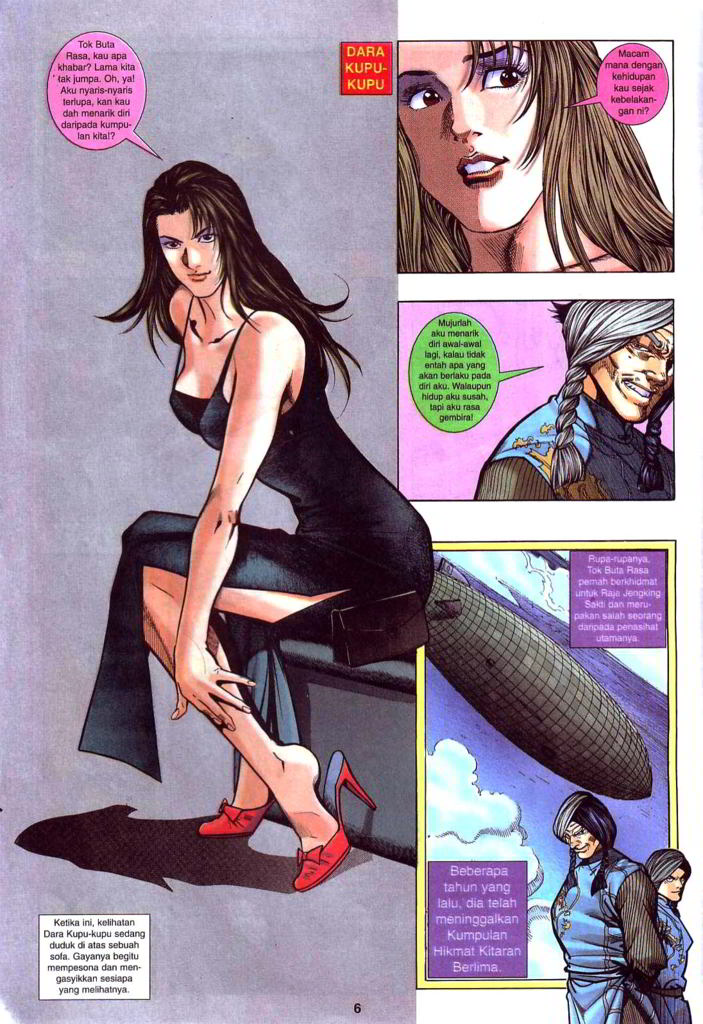 Tok Buta
Rasa, kau apa
khabar? Lama kita
'tak jumpa. Oh, ya!
Aku nyaris-nyaris
terlupa, kan kau
dah menarik diri
daripada kumpu-
lan kita!?
DARA
KUPU-
KUPU
Macam
mana dengan
kehidupan
kau sejak
kebelakan-
gan ni?
Mujurlah
aku menarik
diri awal-awal
lagi, kalau tidak
entah apa yang
akan berlaku pada
diri aku. Walaupun
hidup aku susah,
tapi aku rasa
gembira!
Rupa-rupanya,
Tok Buta Rasa
pernah berkhidmat
untuk Raja Jengking
Sakti dan meru-
pakan salah seorang
daripada penasihat
utamanya.
Beberapa
tahun yang
lalu, dia telah
meninggalkan
Kumpulan
Hikmat Kitaran
Berlima.
Ketika ini, kelihatan
Dara Kupu-kupu sedang
duduk di atas sebuah
sofa. Gayanya begitu
mempesona dan men-
gasyikkan sesiapa
yang melihatnya.
6